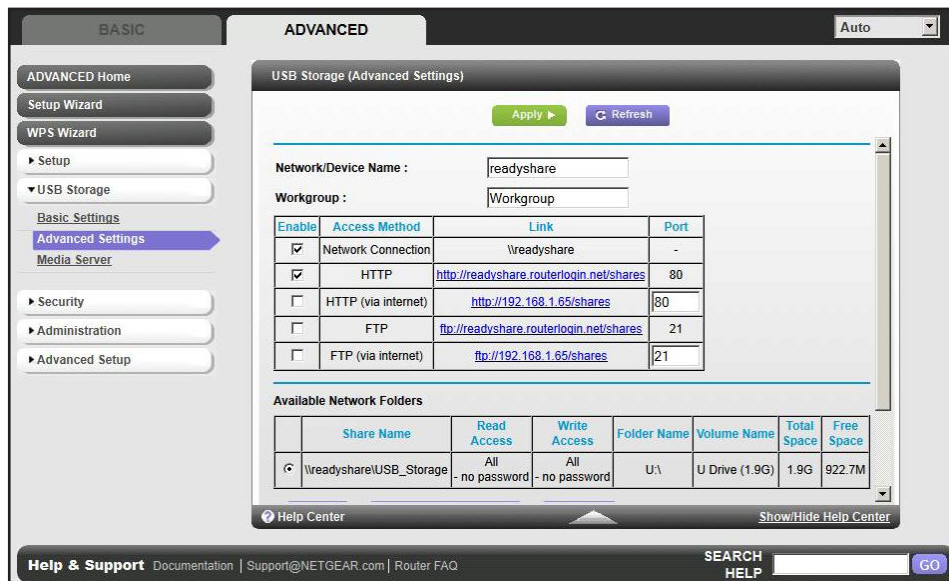 BASIC
ADVANCED
Auto
ADVANCED Home
Setup Wizard
WPS Wizard
Setup
USB Storage
Basic Settings
Advanced Settings
Media Server
Security
Administration
Advanced Setup
USB Storage (Advanced Settings)
Apply
Refresh
Network/Device Name : readyshare
Workgroup : Workgroup
Enable Access Method Link Port
Network Connection \\readyshare -
HTTP http://readyshare.routerlogin.net/shares 80
HTTP (via internet) http://192.168.1.65/shares 80
FTP ftp://readyshare.routerlogin.net/shares 21
FTP (via internet) ftp://192.168.1.65/shares 21
Available Network Folders
Share Name Read Access Write Access Folder Name Volume Name Total Space Free Space
\\readyshare\USB_Storage All - no password All - no password U:\ U Drive (1.9G) 1.9G 922.7M
Help Center
Show/Hide Help Center
Help & Support Documentation | Support@NETGEAR.com | Router FAQ
SEARCH HELP
GO